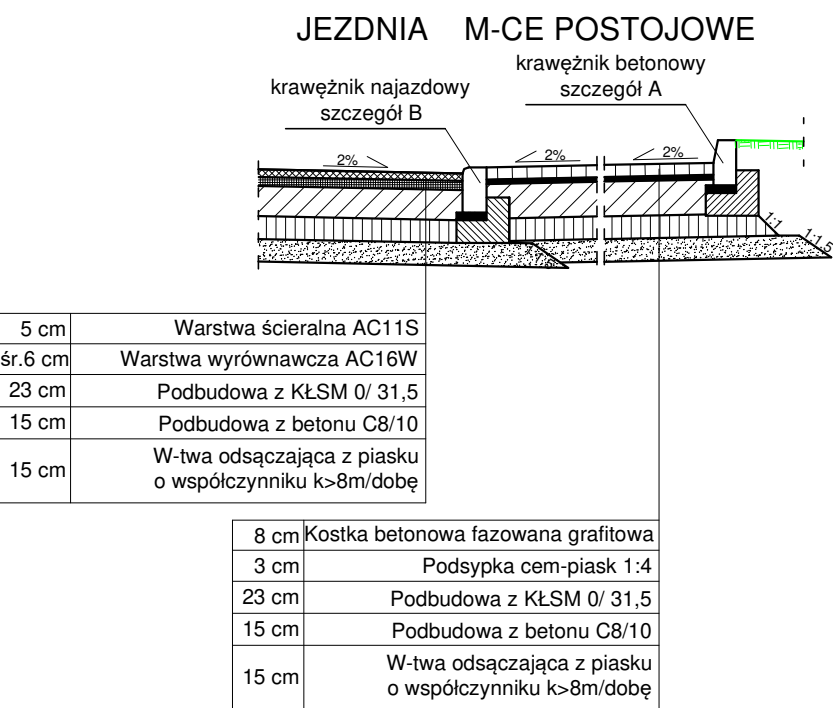 JEZDNIA M-CE POSTOJOWE
krawężnik betonowy
szczegół A
krawężnik najazdowy
szczegół B
2%
2%
2%
1:1
1:1,5
1:1,5
5 cm Warstwa ścieralna AC11S
śr.6 cm Warstwa wyrównawcza AC16W
23 cm Podbudowa z KŁSM 0/ 31,5
15 cm Podbudowa z betonu C8/10
15 cm W-twa odsączająca z piasku
o współczynniku k>8m/dobę
8 cm Kostka betonowa fazowana grafitowa
3 cm Podsypka cem-piask 1:4
23 cm Podbudowa z KŁSM 0/ 31,5
15 cm Podbudowa z betonu C8/10
15 cm W-twa odsączająca z piasku
o współczynniku k>8m/dobę